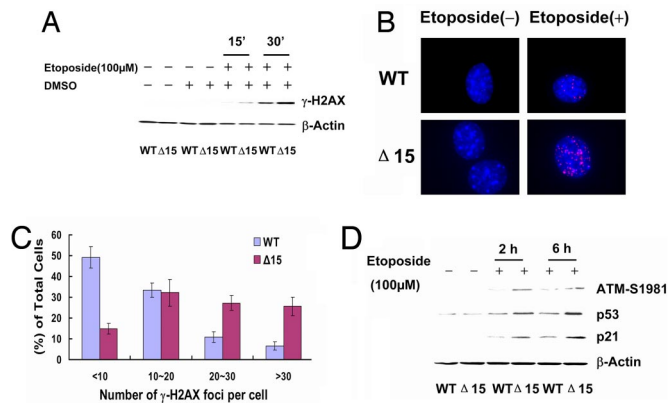 A
15' 30'
Etoposide(100μM) − − − − + + + +
DMSO − − + + + + + +
γ-H2AX
β-Actin
WT Δ15 WT Δ15 WT Δ15 WT Δ15
B
Etoposide(−) Etoposide(+)
WT
Δ 15
C
(%) of Total Cells
60
50
40
30
20
10
0
WT
Δ15
<10 10~20 20~30 >30
Number of γ-H2AX foci per cell
D
2 h 6 h
Etoposide − − + + + +
(100μM)
ATM-S1981
p53
p21
β-Actin
WT Δ 15 WT Δ 15 WT Δ 15